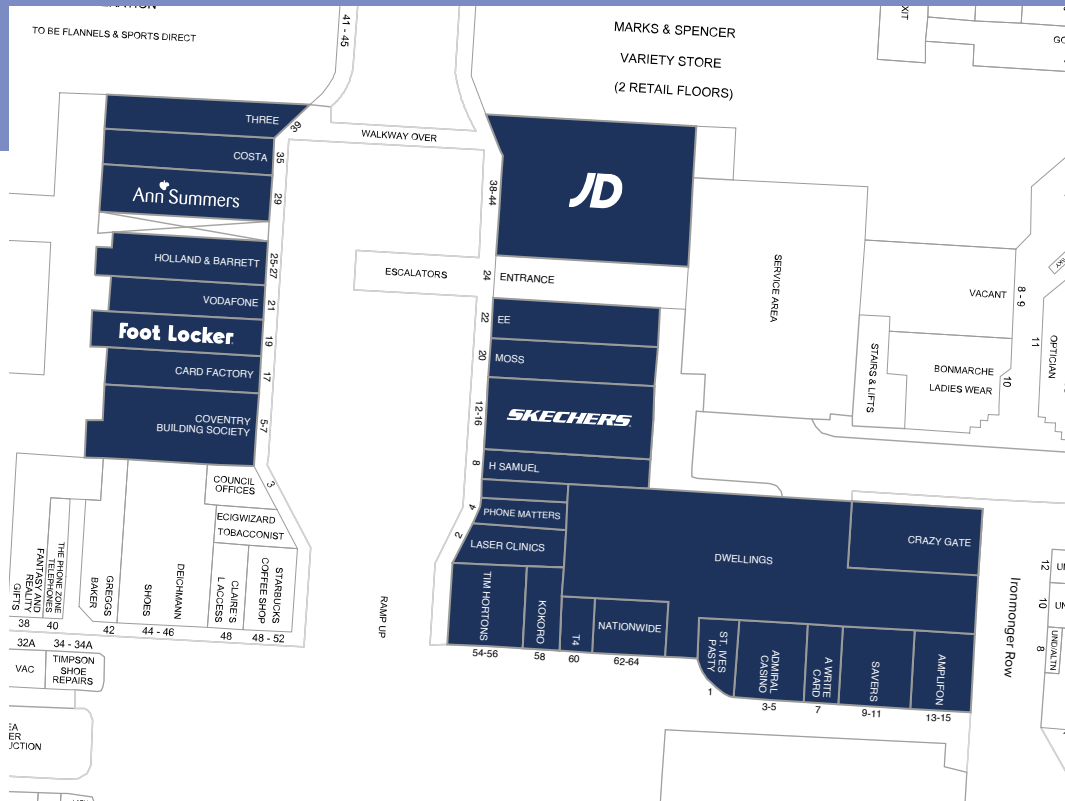 TO BE FLANNELS & SPORTS DIRECT
41 - 45
MARKS & SPENCER
VARIETY STORE
(2 RETAIL FLOORS)
THREE
39
WALKWAY OVER
COSTA
35
Ann Summers
29
JD
38-44
HOLLAND & BARRETT
25-27
ESCALATORS
24
ENTRANCE
SERVICE AREA
VODAFONE
21
VACANT
8 - 9
Foot Locker
19
22
EE
11
OPTICIAN
CARD FACTORY
17
20
MOSS
STAIRS & LIFTS
BONMARCHE
LADIES WEAR
10
COVENTRY
BUILDING SOCIETY
5-7
12-16
SKECHERS
8
H SAMUEL
COUNCIL
OFFICES
3
4
PHONE MATTERS
ECIGWIZARD
TOBACCONIST
2
LASER CLINICS
DWELLINGS
CRAZY GATE
FANTASY AND
REALITY
GIFTS
38
THE PHONE ZONE
TELEPHONES
40
GREGGS
BAKER
42
DEICHMANN
SHOES
44 - 46
CLAIRE'S
L ACCESS
48
STARBUCKS
COFFEE SHOP
48 - 52
RAMP UP
TIM HORTONS
54-56
KOKORO
58
T4
60
NATIONWIDE
62-64
ST. IVES
PASTY
1
ADMIRAL
CASINO
3-5
A WRITE
CARD
7
SAVERS
9-11
AMPLIFON
13-15
Ironmonger Row
12
10
8
UND/ALTN
32A
34 - 34A
VAC
TIMPSON
SHOE
REPAIRS